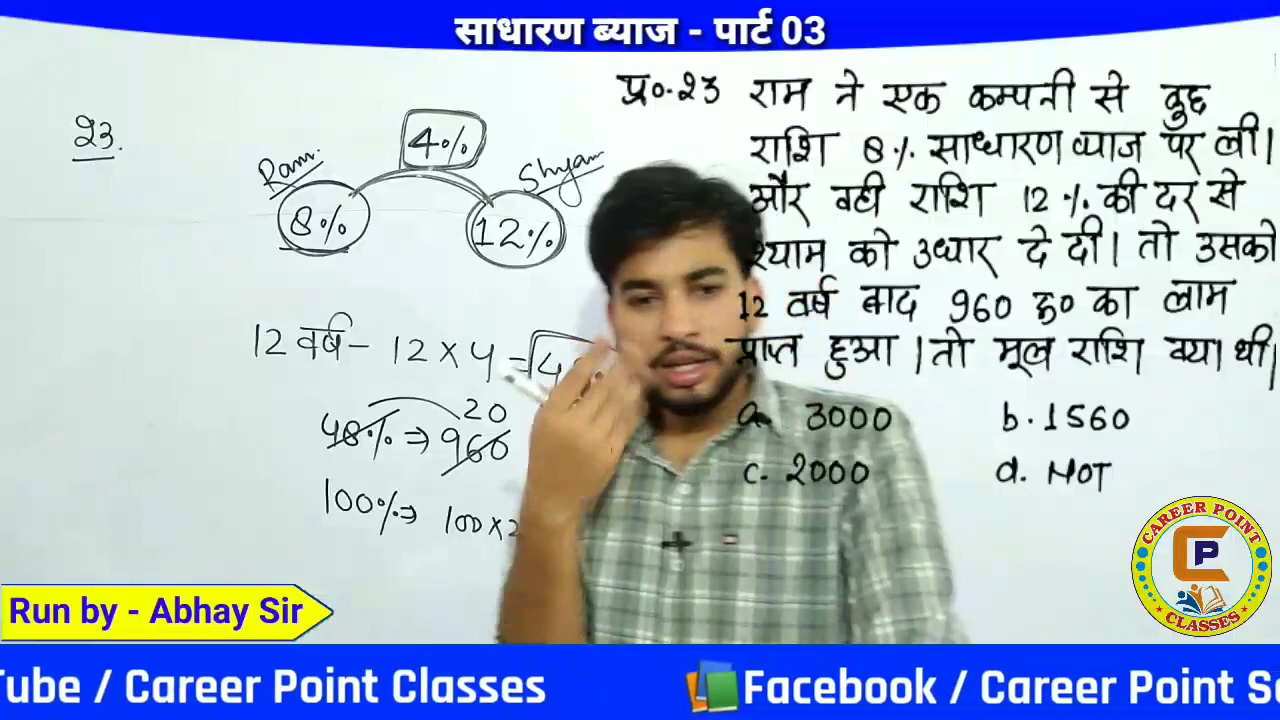 साधारण ब्याज - पार्ट 03
23.
4%
Ram.
Shyam
8%
12%
12 वर्ष - 12 × 4 =
20
48% ⇒ 960
100% ⇒ 100×2
प्र०.23 राम ने एक कम्पनी से कुछ
राशि 8% साधारण व्याज पर ली।
और वही राशि 12% की दर से
श्याम को उधार दे दी। तो उसको
12 वर्ष बाद 960 रु० का लाभ
प्राप्त हुआ। तो मूल राशि क्या थी।
a. 3000 b. 1560
c. 2000 d. NOT
CAREER POINT
CP
CLASSES
Run by - Abhay Sir
Tube / Career Point Classes
Facebook / Career Point S